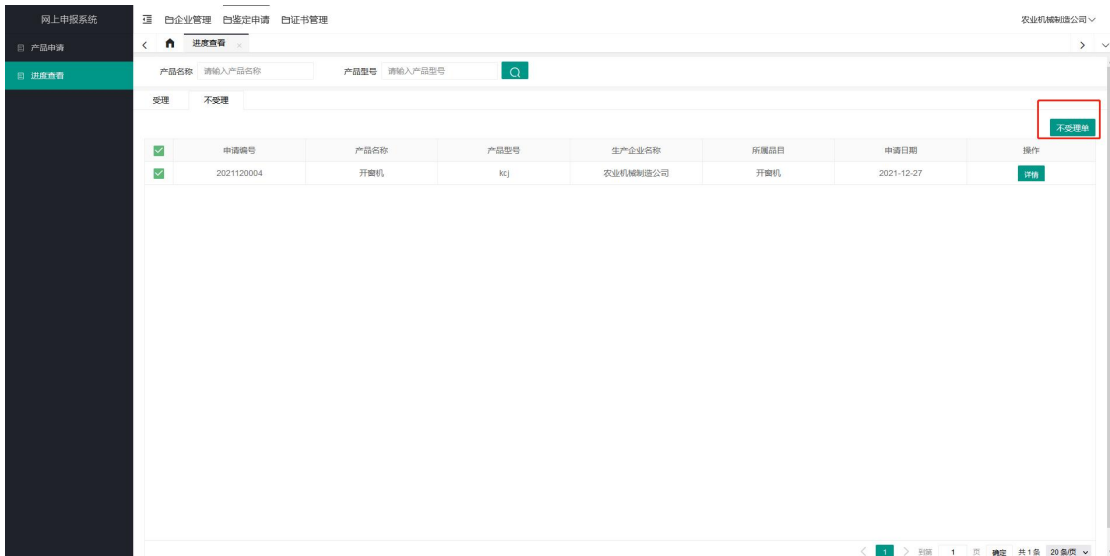 网上申报系统 企业管理 鉴定申请 证书管理 农业机械制造公司
产品申请 进度查看
进度查看 产品名称 请输入产品名称 产品型号 请输入产品型号
受理 不受理
不受理单
申请编号 产品名称 产品型号 生产企业名称 所属品目 申请日期 操作
2021120004 开窗机 kcj 农业机械制造公司 开窗机 2021-12-27 详情
1 到第 1 页 确定 共1条 20条/页